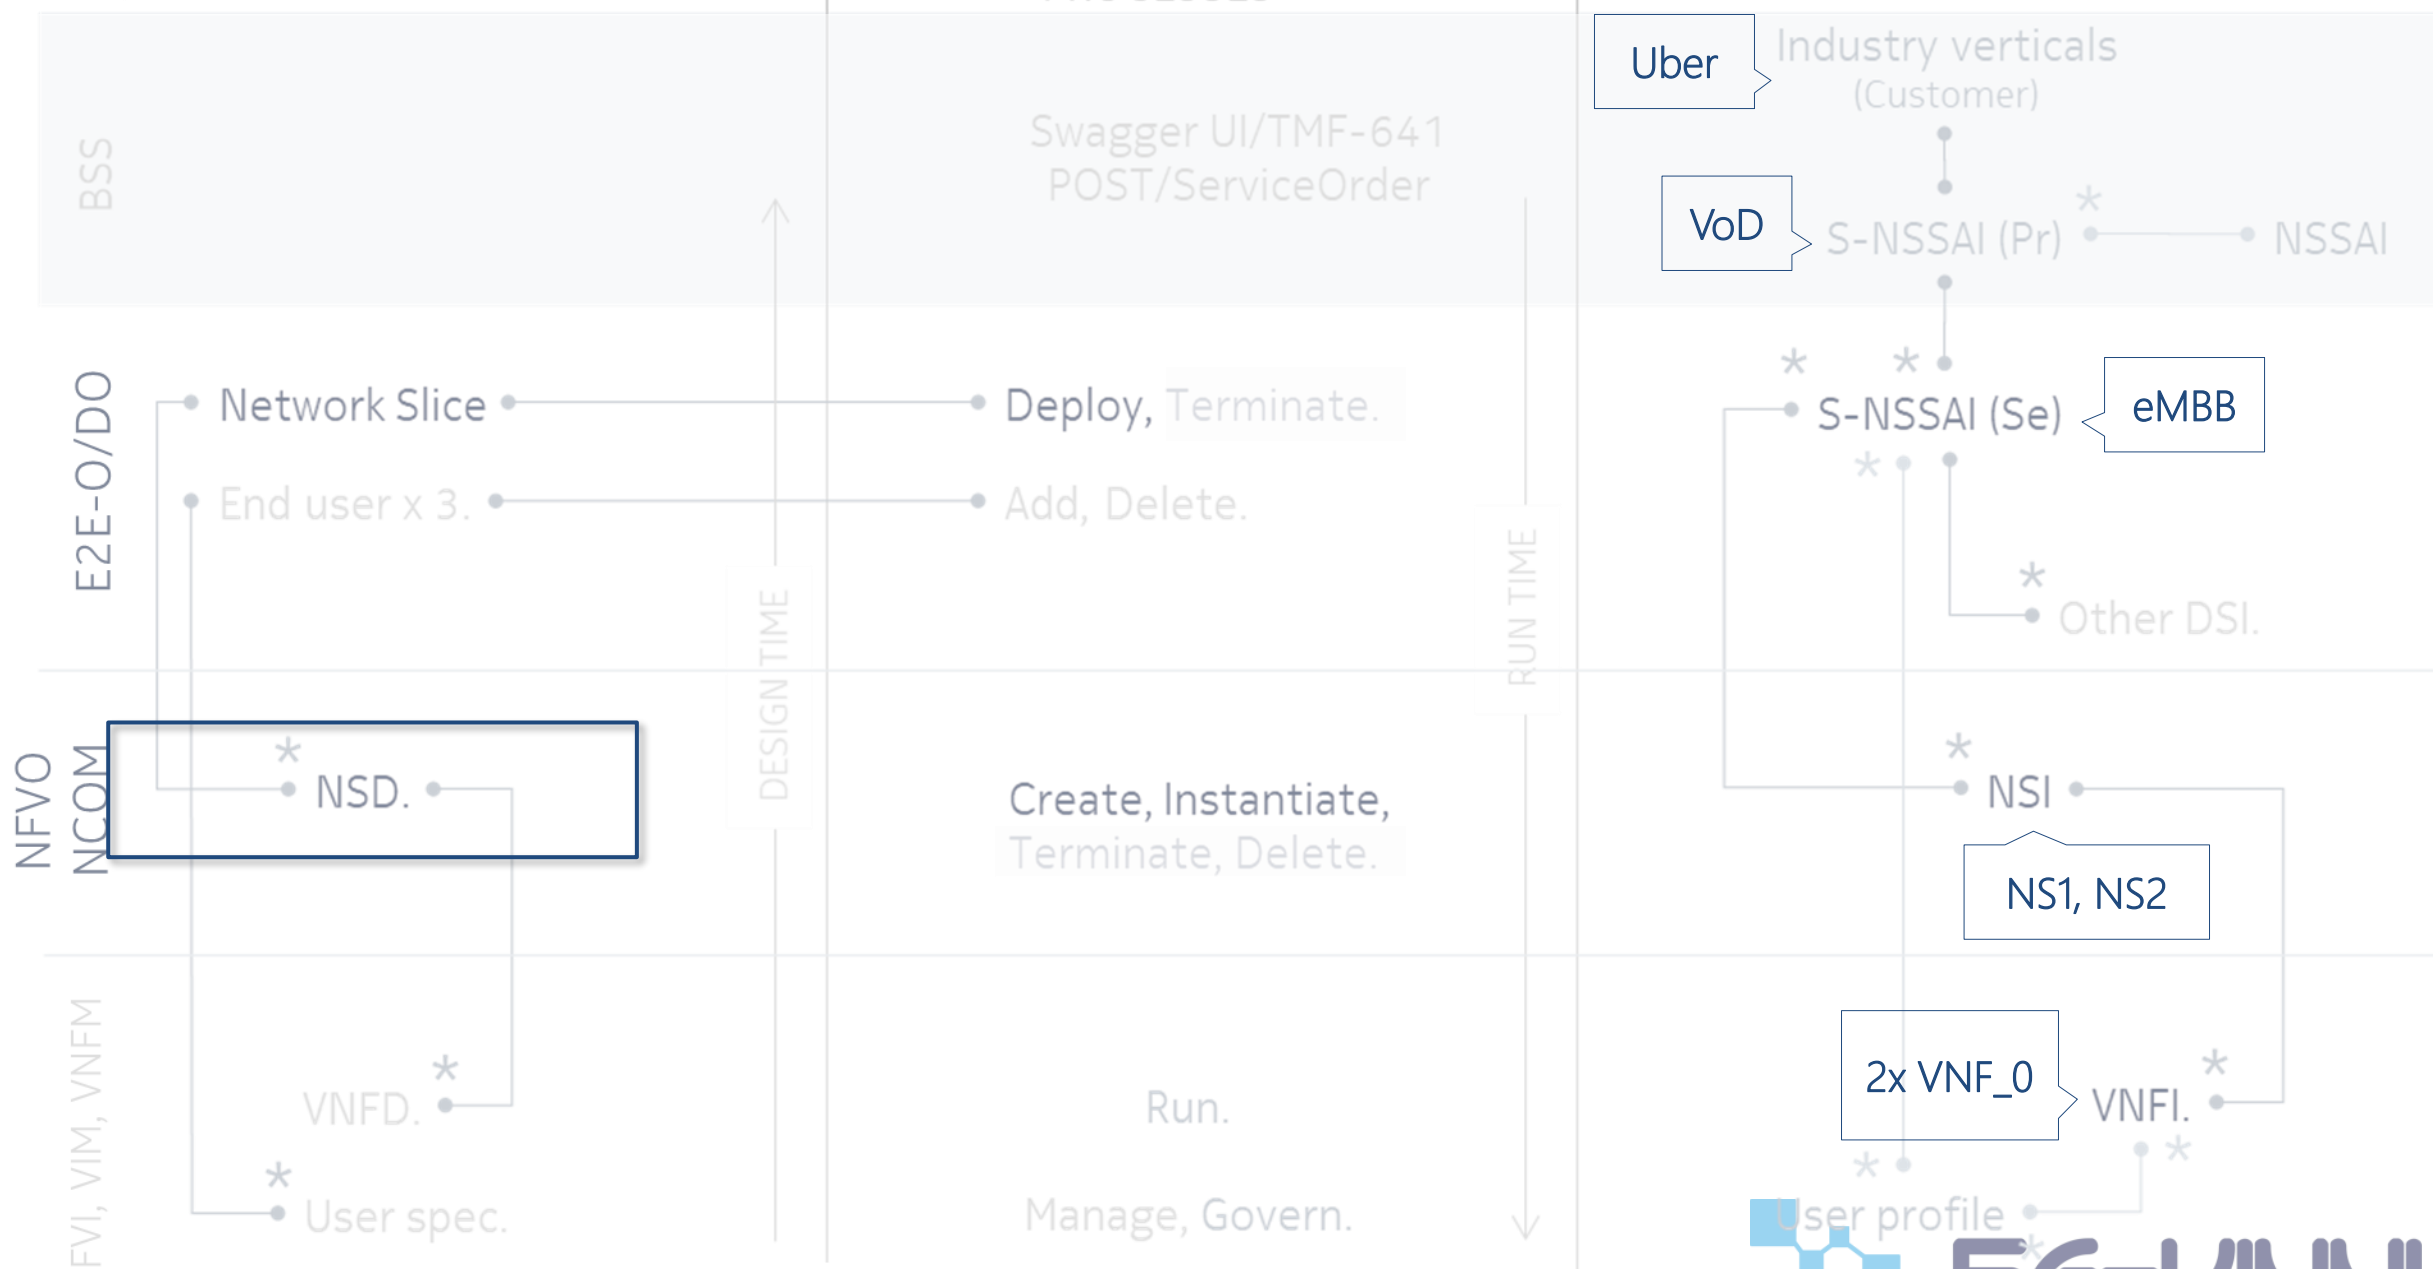 Uber
Industry verticals
(Customer)
BSS
Swagger UI/TMF-641
POST/ServiceOrder
VoD
*
S-NSSAI (Pr)
NSSAI
E2E-O/DO
Network Slice
Deploy, Terminate.
* *
S-NSSAI (Se)
eMBB
*
End user x 3.
Add, Delete.
DESIGN TIME
RUN TIME
*
Other DSI.
NFVO
NCOM
*
NSD.
Create, Instantiate,
Terminate, Delete.
*
NSI
NS1, NS2
FVI, VIM, VNFM
*
VNFD.
Run.
2x VNF_0
*
VNFI.
*
*
*
User spec.
Manage, Govern.
User profile
*